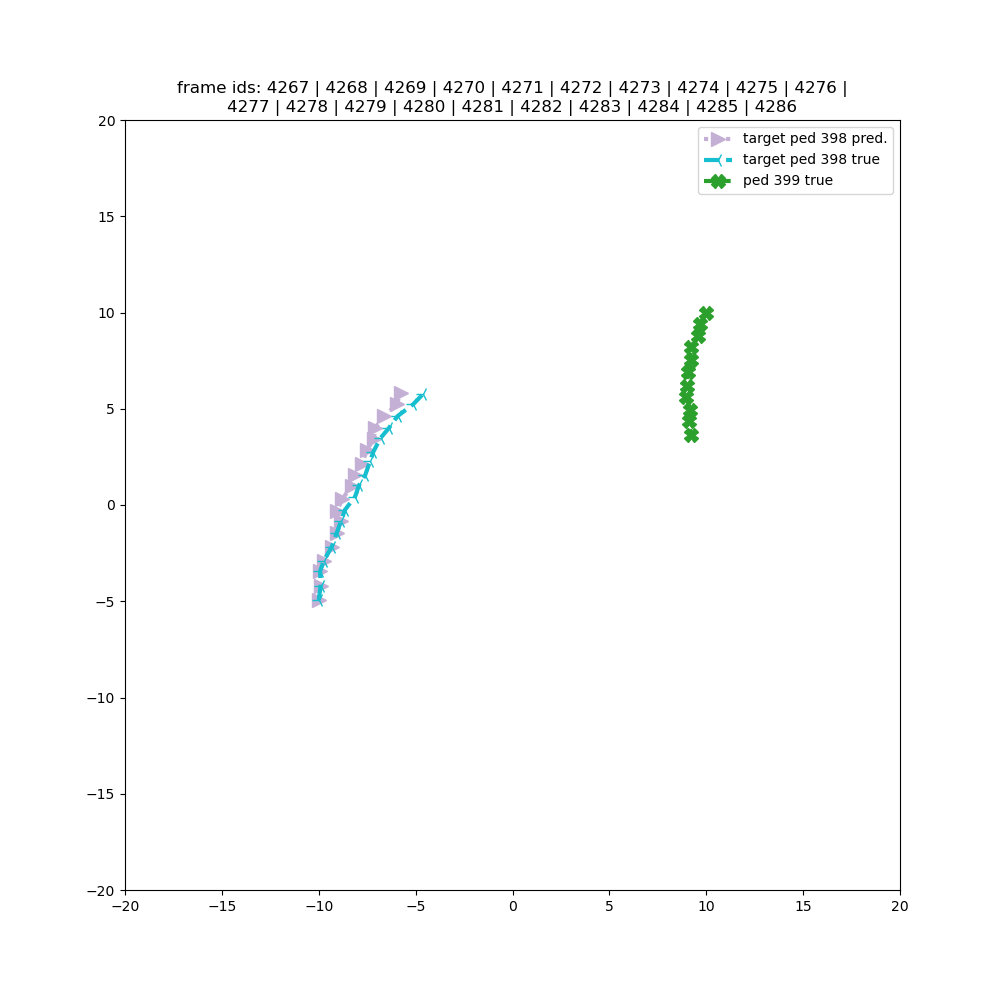 frame ids: 4267 | 4268 | 4269 | 4270 | 4271 | 4272 | 4273 | 4274 | 4275 | 4276 |
4277 | 4278 | 4279 | 4280 | 4281 | 4282 | 4283 | 4284 | 4285 | 4286
target ped 398 pred.
target ped 398 true
ped 399 true
20
15
10
5
0
−5
−10
−15
−20
−20 −15 −10 −5 0 5 10 15 20